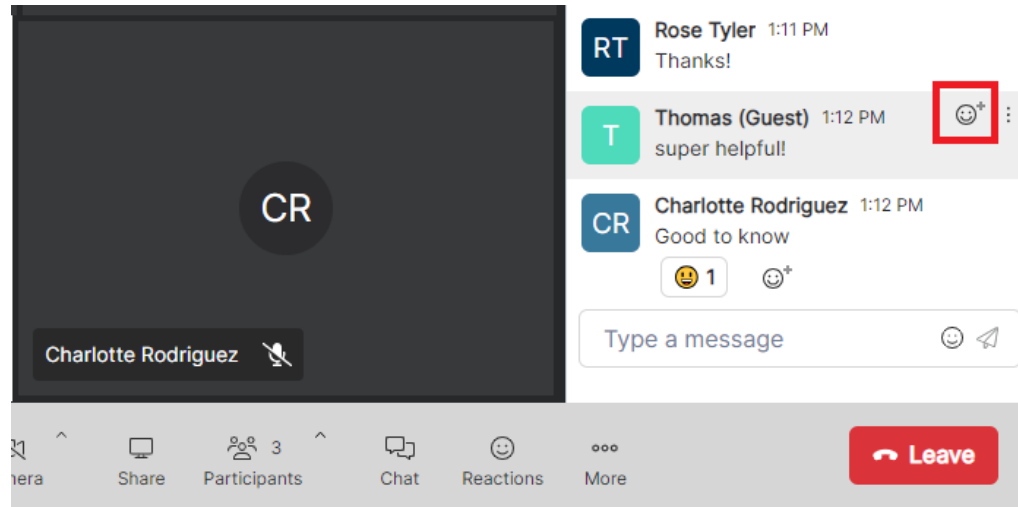 RT
Rose Tyler 1:11 PM
Thanks!
T
Thomas (Guest) 1:12 PM
super helpful!
CR
CR
Charlotte Rodriguez 1:12 PM
Good to know
1
Charlotte Rodriguez
Type a message
3
Leave
nera
Share
Participants
Chat
Reactions
More